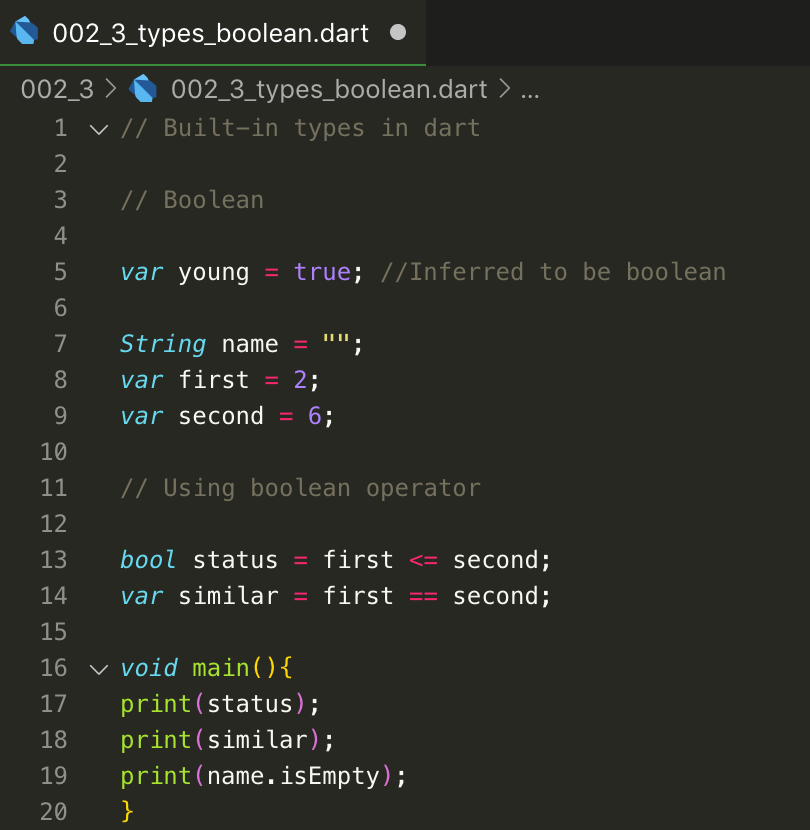 002_3_types_boolean.dart
002_3 > 002_3_types_boolean.dart > ...
1 // Built-in types in dart
2
3 // Boolean
4
5 var young = true; //Inferred to be boolean
6
7 String name = "";
8 var first = 2;
9 var second = 6;
10
11 // Using boolean operator
12
13 bool status = first <= second;
14 var similar = first == second;
15
16 void main(){
17 print(status);
18 print(similar);
19 print(name.isEmpty);
20 }